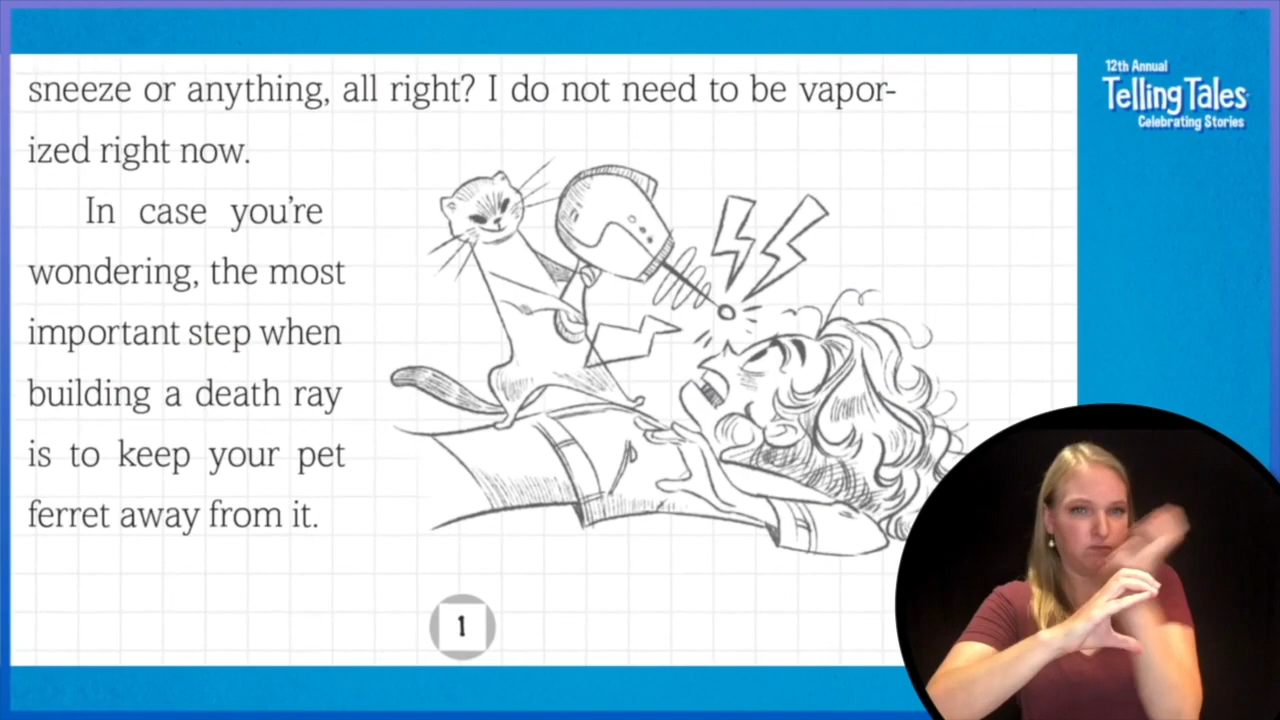 sneeze or anything, all right? I do not need to be vapor-
ized right now.
In case you're
wondering, the most
important step when
building a death ray
is to keep your pet
ferret away from it.
1
12th Annual
Telling Tales
Celebrating Stories